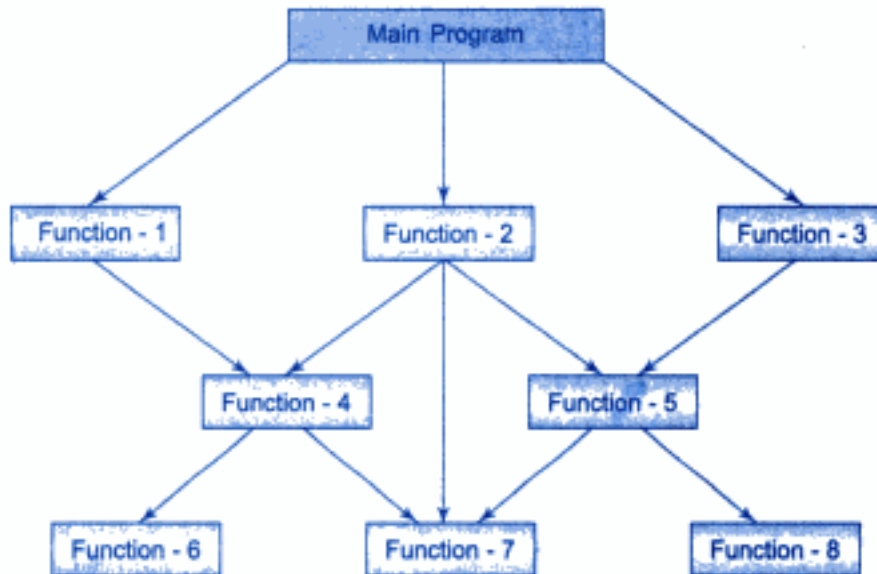 Main Program
Function - 1
Function - 2
Function - 3
Function - 4
Function - 5
Function - 6
Function - 7
Function - 8